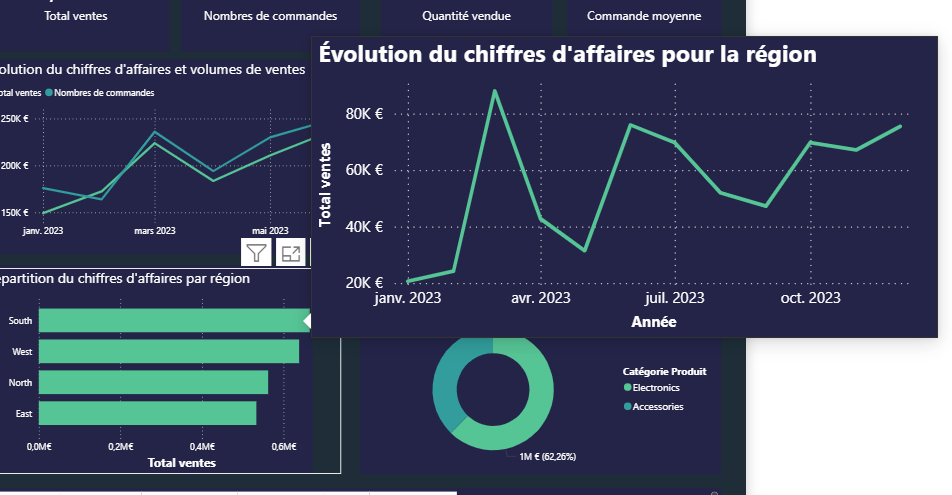 Total ventes
Nombres de commandes
Quantité vendue
Commande moyenne
olution du chiffres d'affaires et volumes de ventes
otal ventes
Nombres de commandes
250K €
200K €
150K €
janv. 2023
mars 2023
mai 2023
Évolution du chiffres d'affaires pour la région
Total ventes
80K €
60K €
40K €
20K €
janv. 2023
avr. 2023
juil. 2023
oct. 2023
Année
épartition du chiffres d'affaires par région
South
West
North
East
0,0M€
0,2M€
0,4M€
0,6M€
Total ventes
Catégorie Produit
Electronics
Accessories
1M € (62,26%)